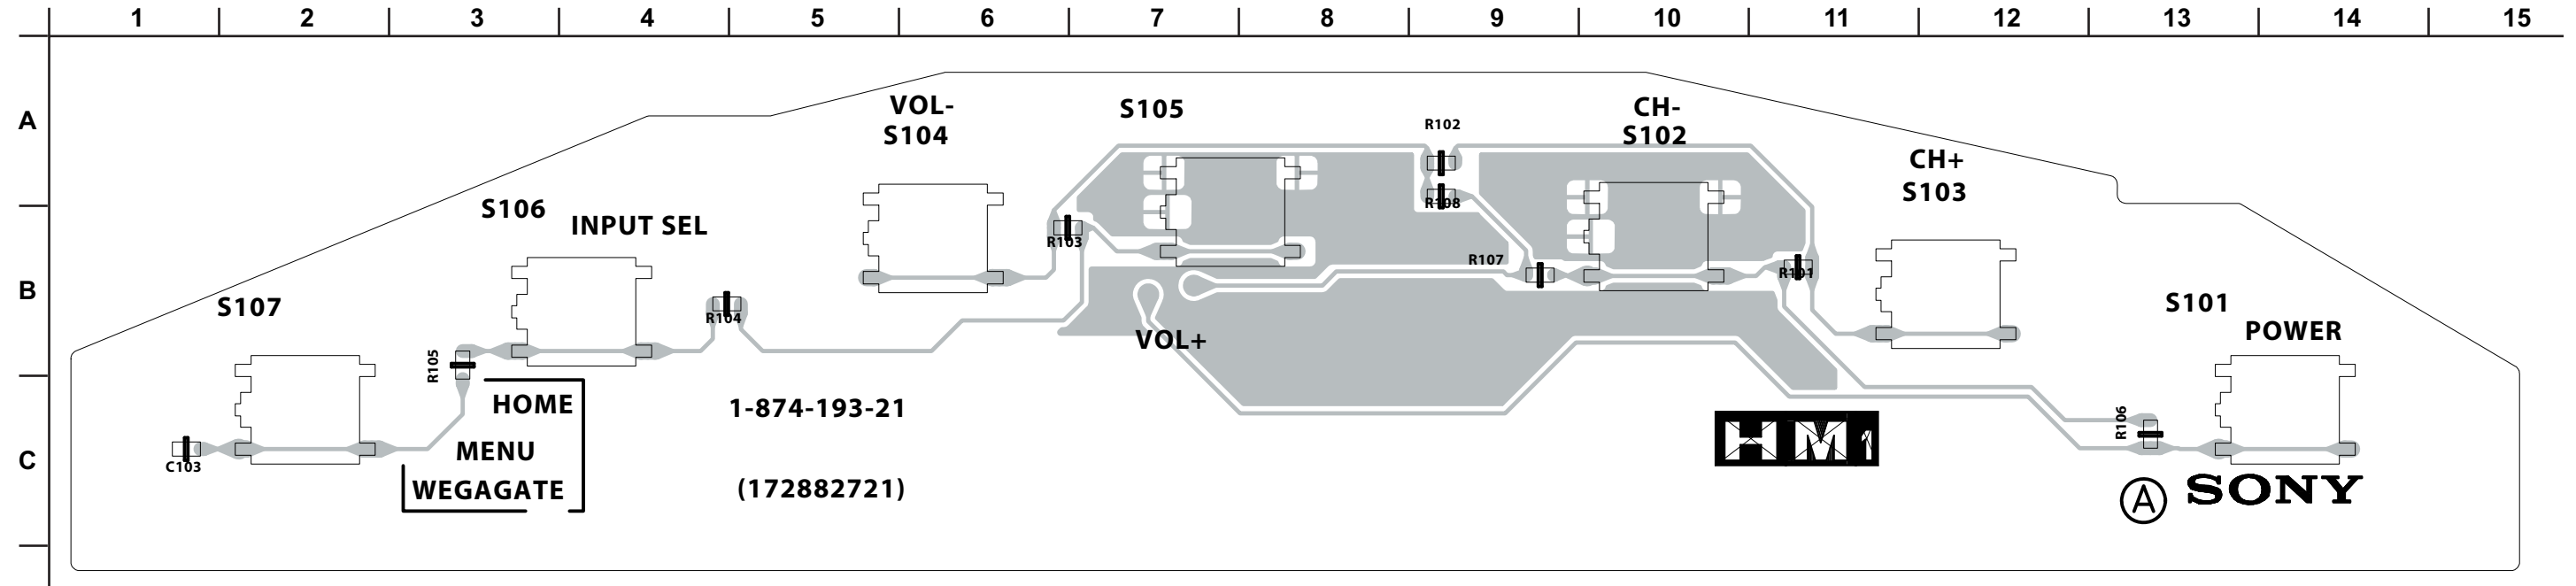 1 2 3 4 5 6 7 8 9 10 11 12 13 14 15
A
B
C
VOL-
S104
S105
R102
CH-
S102
CH+
S103
S106
INPUT SEL
R103
R108
R107
R101
S107
R104
VOL+
S101
POWER
R105
HOME
MENU
WEGAGATE
C103
1-874-193-21
(172882721)
HM1
R106
A SONY